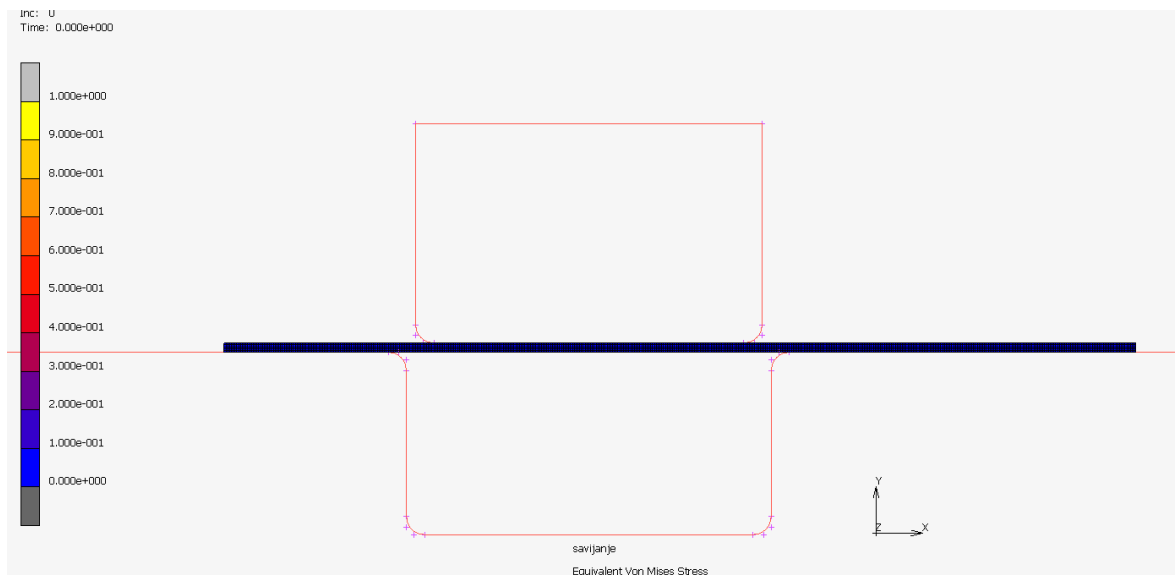 Inc: 0
Time: 0.000e+000
1.000e+000
9.000e-001
8.000e-001
7.000e-001
6.000e-001
5.000e-001
4.000e-001
3.000e-001
2.000e-001
1.000e-001
0.000e+000
Y
Z X
savijanje
Equivalent Von Mises Stress